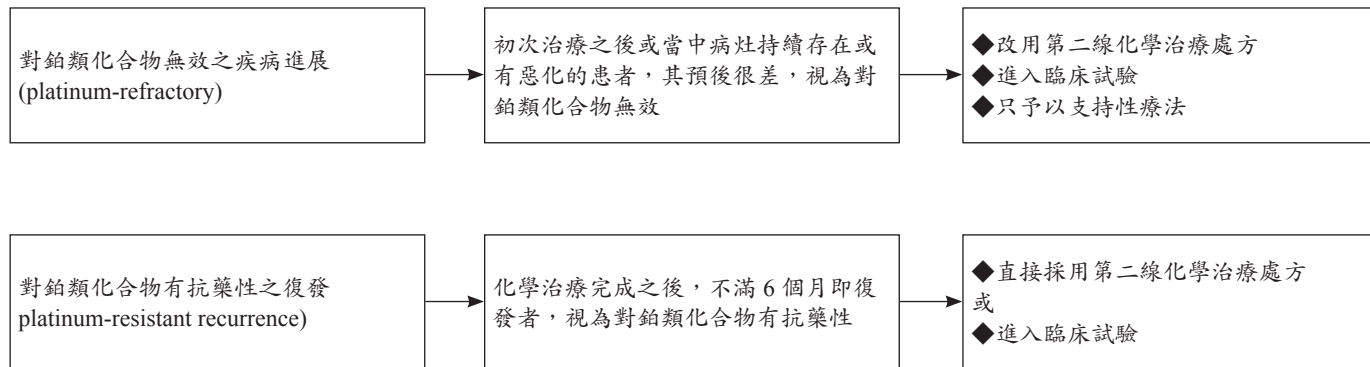 對鉑類化合物無效之疾病進展
(platinum-refractory)
初次治療之後或當中病灶持續存在或
有惡化的患者，其預後很差，視為對
鉑類化合物無效
◆改用第二線化學治療處方
◆進入臨床試驗
◆只予以支持性療法
對鉑類化合物有抗藥性之復發
platinum-resistant recurrence)
化學治療完成之後，不滿 6 個月即復
發者，視為對鉑類化合物有抗藥性
◆直接採用第二線化學治療處方
或
◆進入臨床試驗